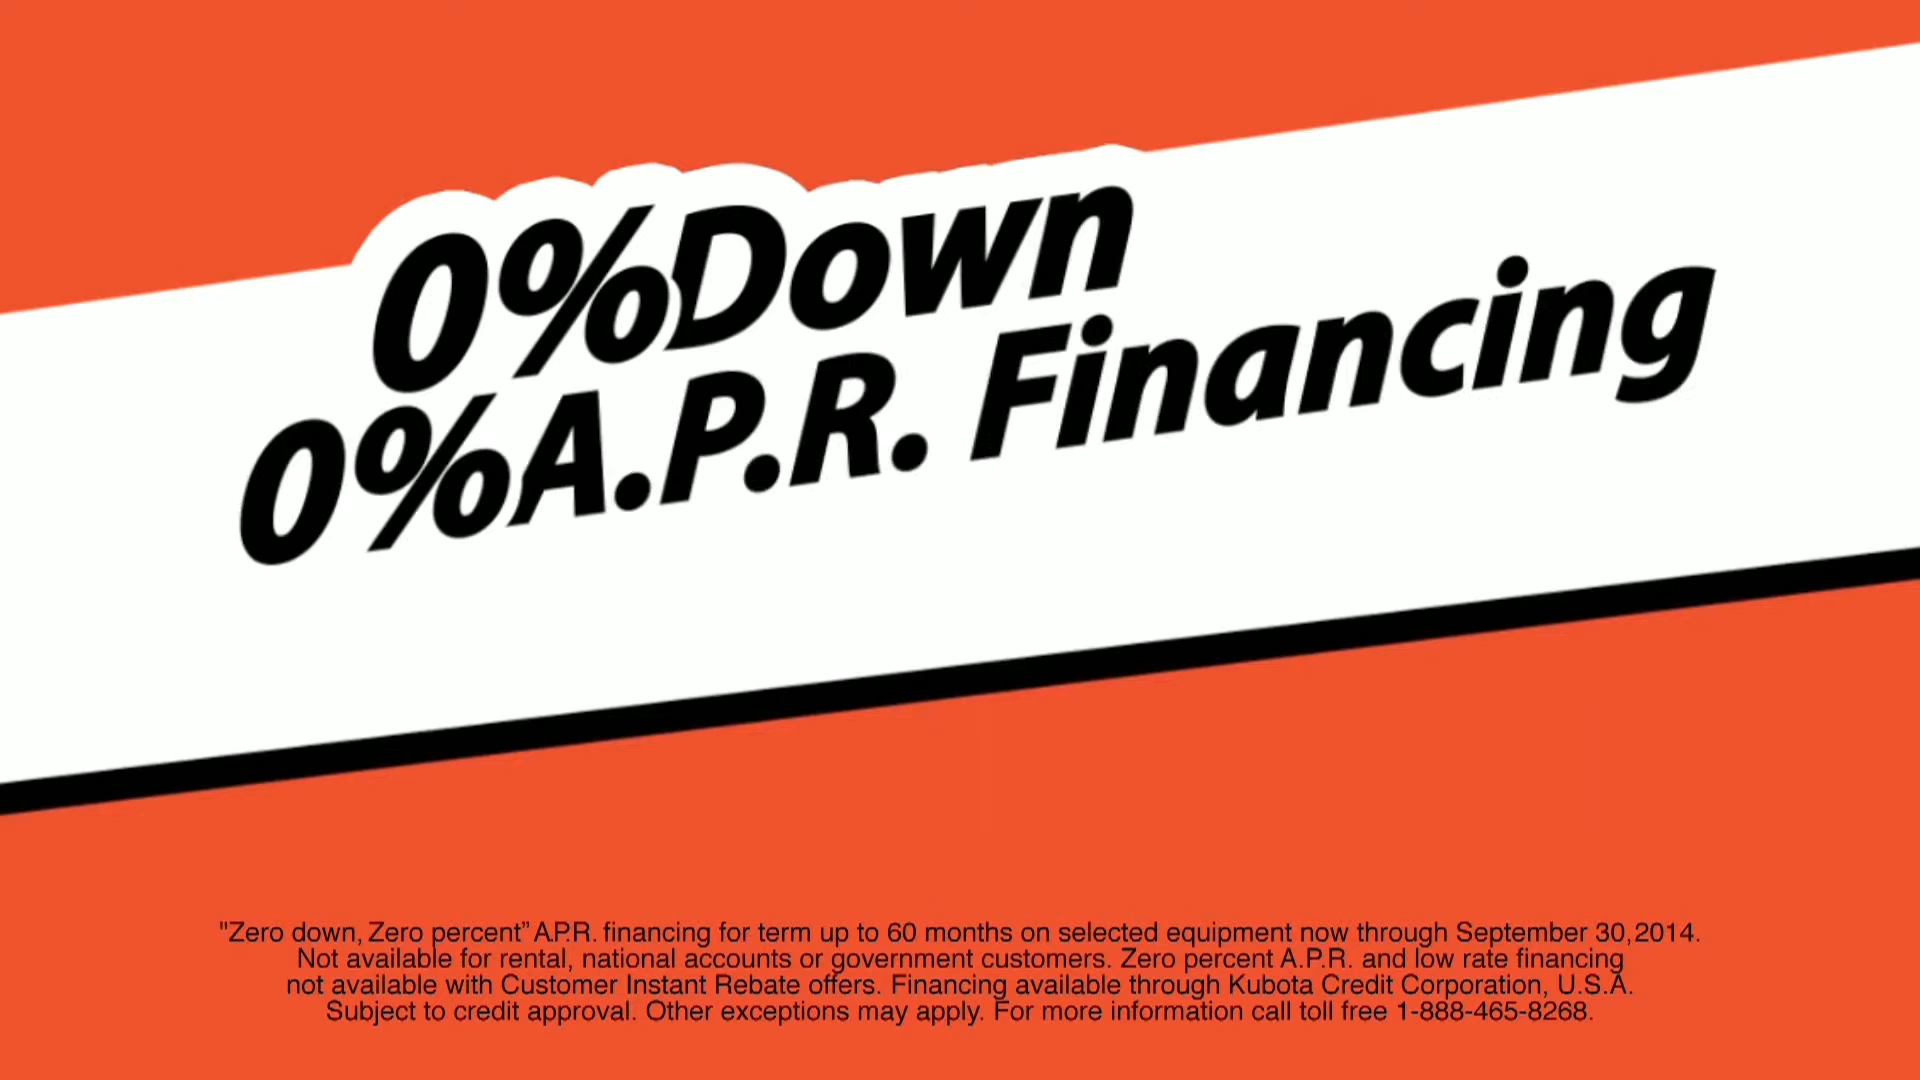 0%Down
0%A.P.R. Financing
"Zero down, Zero percent” A.P.R. financing for term up to 60 months on selected equipment now through September 30, 2014.
Not available for rental, national accounts or government customers. Zero percent A.P.R. and low rate financing
not available with Customer Instant Rebate offers. Financing available through Kubota Credit Corporation, U.S.A.
Subject to credit approval. Other exceptions may apply. For more information call toll free 1-888-465-8268.